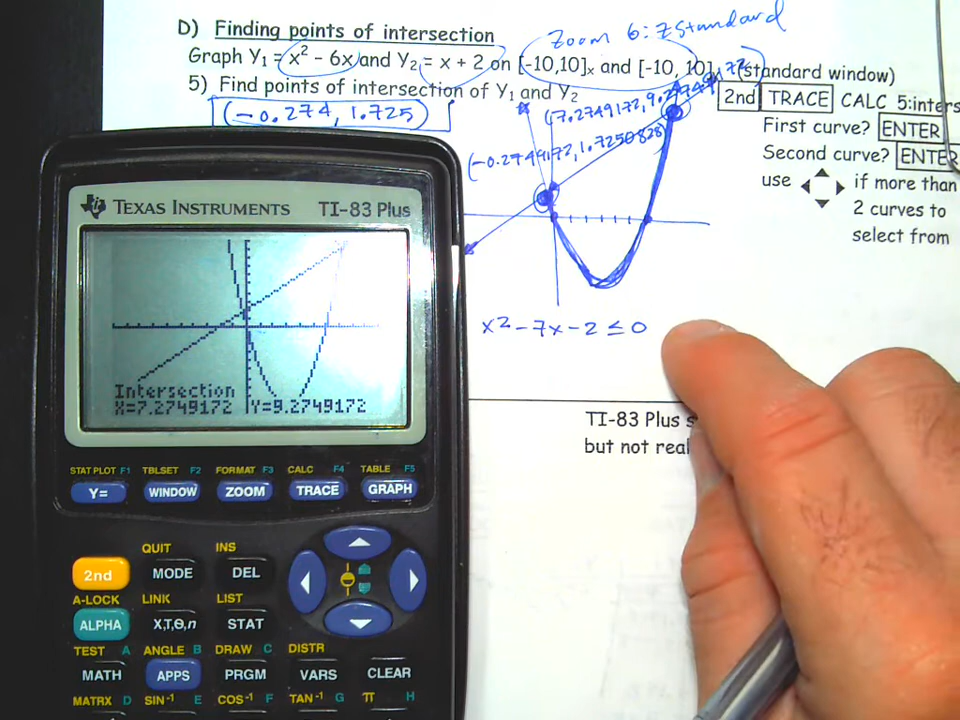 D) Finding points of intersection
Zoom 6: ZStandard
Graph Y₁ = x² - 6x and Y₂ = x + 2 on [-10,10]ₓ and [-10, 10] (standard window)
5) Find points of intersection of Y₁ and Y₂
(-0.274, 1.725)
(-0.2749172, 1.7250828)
2nd TRACE CALC 5:inters
First curve? ENTER
Second curve? ENTER
use if more than
2 curves to
select from
x² - 7x - 2 ≤ 0
TI-83 Plus
but not real
TEXAS INSTRUMENTS TI-83 Plus
Intersection
X=7.2749172 Y=9.2749172
STAT PLOT F1 TBLSET F2 FORMAT F3 CALC F4 TABLE F5
Y= WINDOW ZOOM TRACE GRAPH
QUIT INS
2nd MODE DEL
A-LOCK LINK LIST
ALPHA X,T,Θ,n STAT
TEST A ANGLE B DRAW C DISTR
MATH APPS PRGM VARS CLEAR
MATRX D SIN⁻¹ E COS⁻¹ F TAN⁻¹ G π H